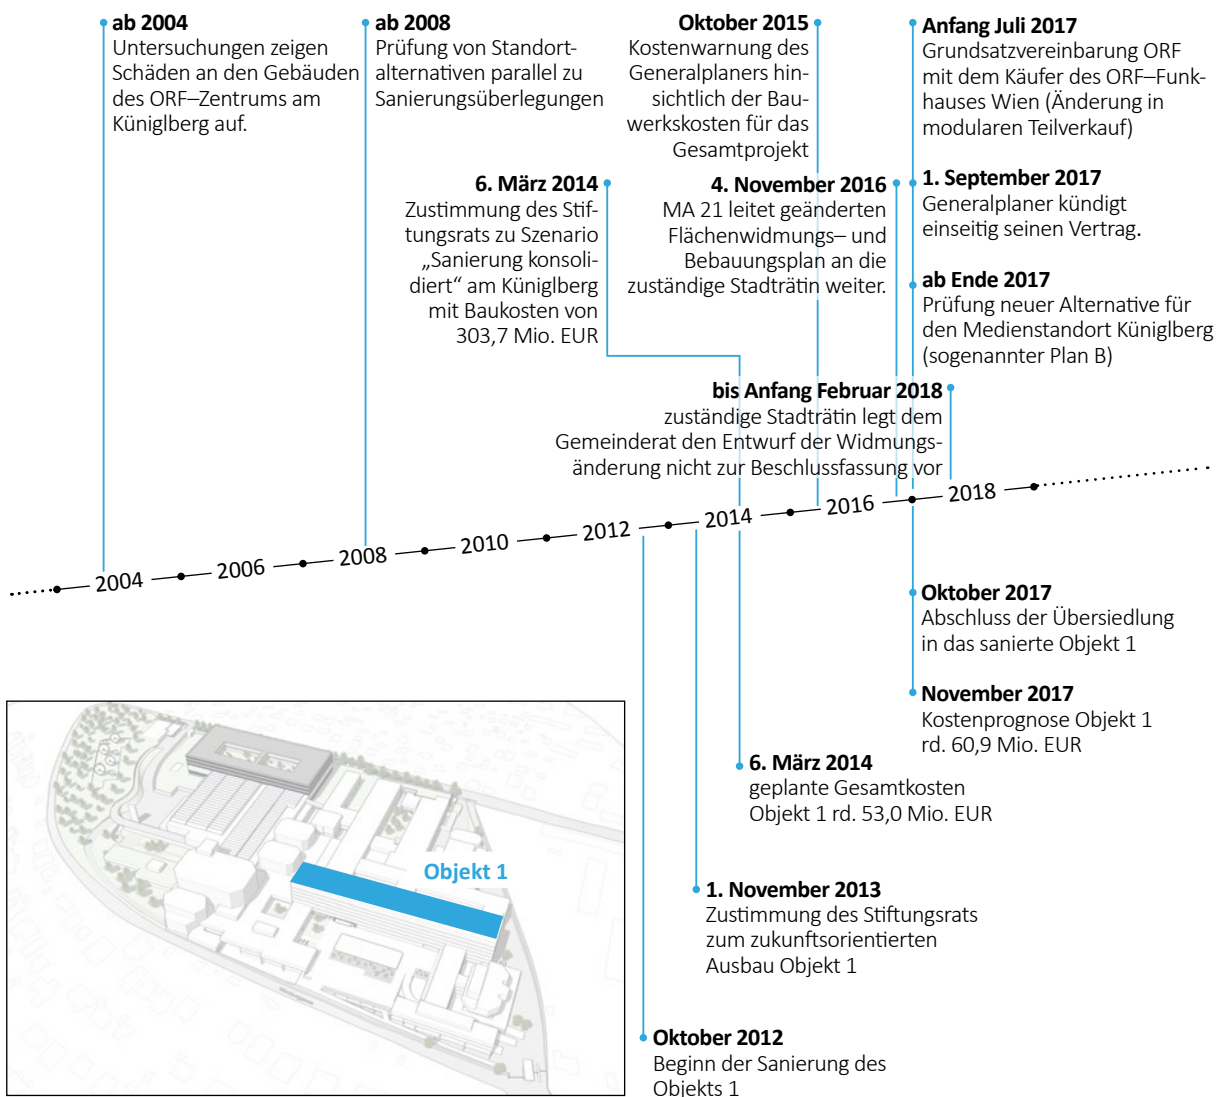 ab 2004
Untersuchungen zeigen
Schäden an den Gebäuden
des ORF–Zentrums am
Küniglberg auf.
ab 2008
Prüfung von Standort-
alternativen parallel zu
Sanierungsüberlegungen
Oktober 2015
Kostenwarnung des
Generalplaners hin-
sichtlich der Bau-
werkskosten für das
Gesamtprojekt
Anfang Juli 2017
Grundsatzvereinbarung ORF
mit dem Käufer des ORF–Funk-
hauses Wien (Änderung in
modularen Teilverkauf)
6. März 2014
Zustimmung des Stif-
tungsrats zu Szenario
„Sanierung konsoli-
diert“ am Küniglberg
mit Baukosten von
303,7 Mio. EUR
4. November 2016
MA 21 leitet geänderten
Flächenwidmungs– und
Bebauungsplan an die
zuständige Stadträtin weiter.
1. September 2017
Generalplaner kündigt
einseitig seinen Vertrag.
ab Ende 2017
Prüfung neuer Alternative für
den Medienstandort Küniglberg
(sogenannter Plan B)
bis Anfang Februar 2018
zuständige Stadträtin legt dem
Gemeinderat den Entwurf der Widmungs-
änderung nicht zur Beschlussfassung vor
2004
2006
2008
2010
2012
2014
2016
2018
Oktober 2017
Abschluss der Übersiedlung
in das sanierte Objekt 1
November 2017
Kostenprognose Objekt 1
rd. 60,9 Mio. EUR
6. März 2014
geplante Gesamtkosten
Objekt 1 rd. 53,0 Mio. EUR
Objekt 1
1. November 2013
Zustimmung des Stiftungsrats
zum zukunftsorientierten
Ausbau Objekt 1
Oktober 2012
Beginn der Sanierung des
Objekts 1